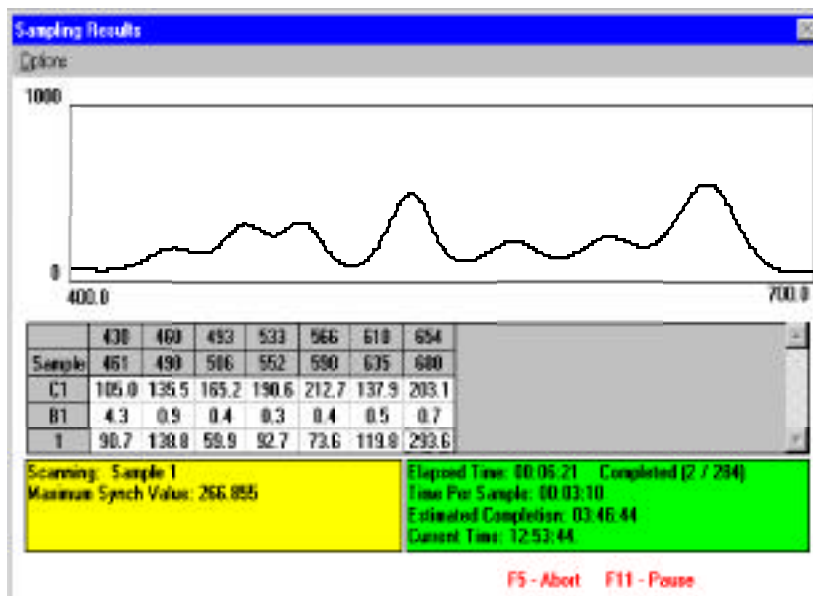 Sampling Results
Options
1000
0
400.0 700.0
430 460 493 533 566 610 654
Sample 461 490 506 552 590 635 680
C1 105.0 135.5 165.2 190.6 212.7 137.9 203.1
B1 4.3 0.9 0.4 0.3 0.4 0.5 0.7
1 90.7 138.8 59.9 92.7 73.6 119.8 293.6
Scanning: Sample 1
Maximum Synch Value: 266.895
Elapsed Time: 00:06:21 Completed (2 / 284)
Time Per Sample: 00:03:10
Estimated Completion: 03:46:44
Current Time: 12:53:44.
F5 - Abort F11 - Pause